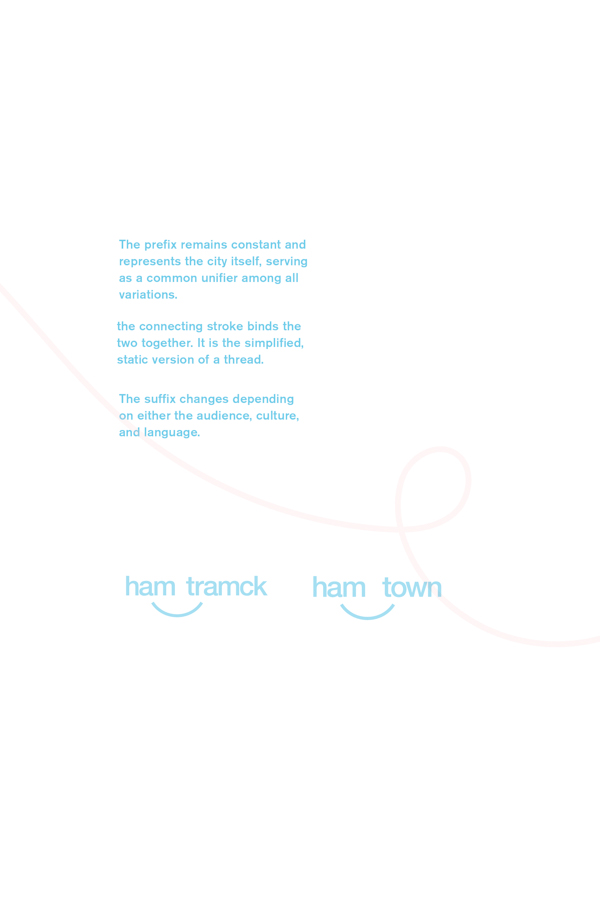 The prefix remains constant and
represents the city itself, serving
as a common unifier among all
variations.
the connecting stroke binds the
two together. It is the simplified,
static version of a thread.
The suffix changes depending
on either the audience, culture,
and language.
ham tramck
ham town